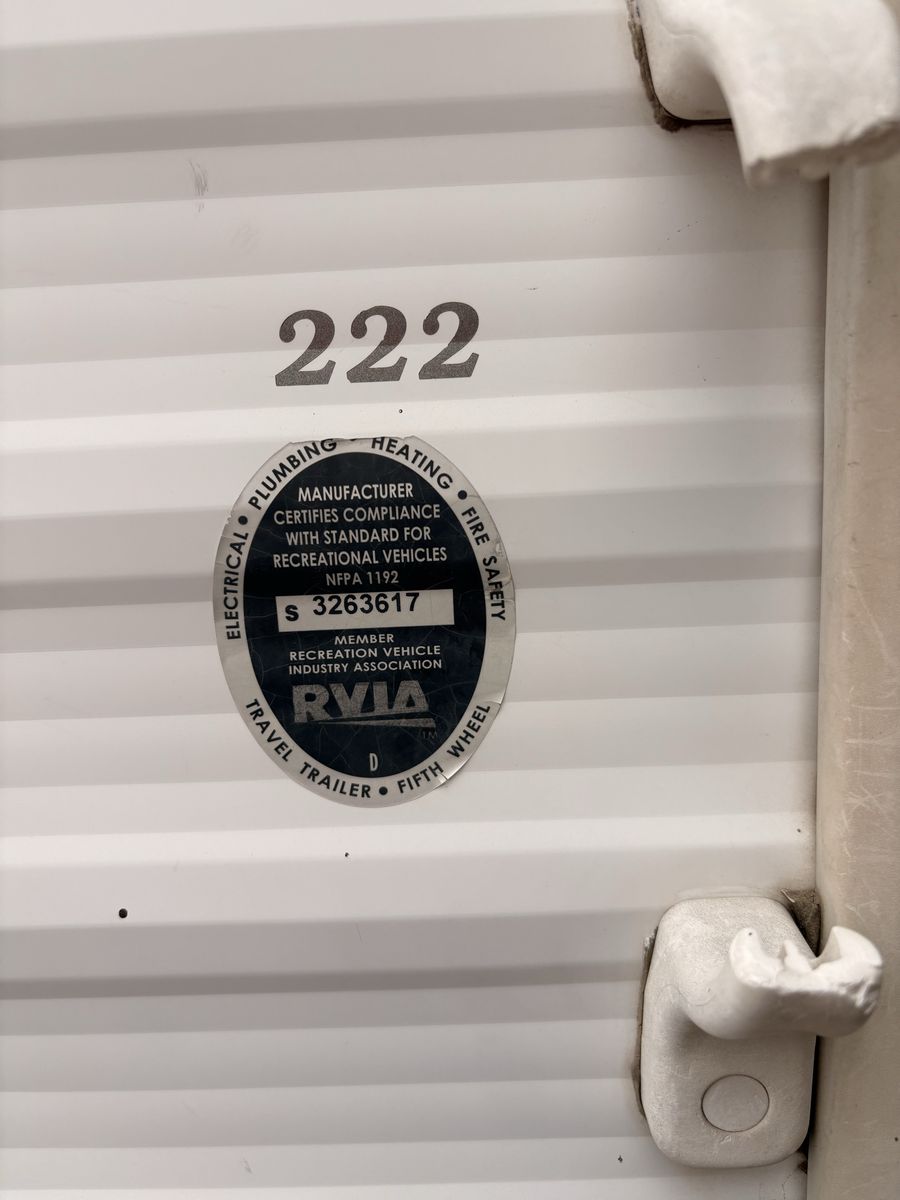 222
ELECTRICAL • PLUMBING • HEATING • FIRE SAFETY
MANUFACTURER
CERTIFIES COMPLIANCE
WITH STANDARD FOR
RECREATIONAL VEHICLES
NFPA 1192
S 3263617
MEMBER
RECREATION VEHICLE
INDUSTRY ASSOCIATION
RVIA
TM
D
TRAVEL TRAILER • FIFTH WHEEL